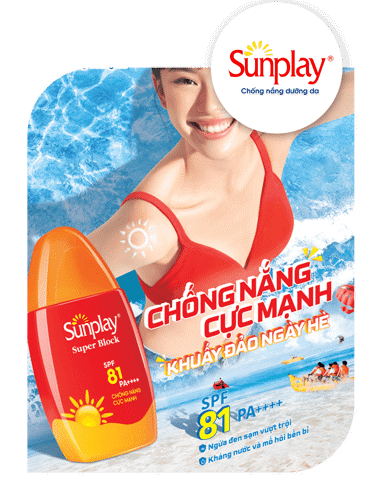 Sunplay®
Chống nắng dưỡng da
CHỐNG NẮNG
CỰC MẠNH
KHUẤY ĐẢO NGÀY HÈ
Sunplay
Super Block
SPF
81
PA++++
CHỐNG NẮNG
CỰC MẠNH
SPF
81 PA++++
Ngừa đen sạm vượt trội
Kháng nước và mồ hôi bền bỉ